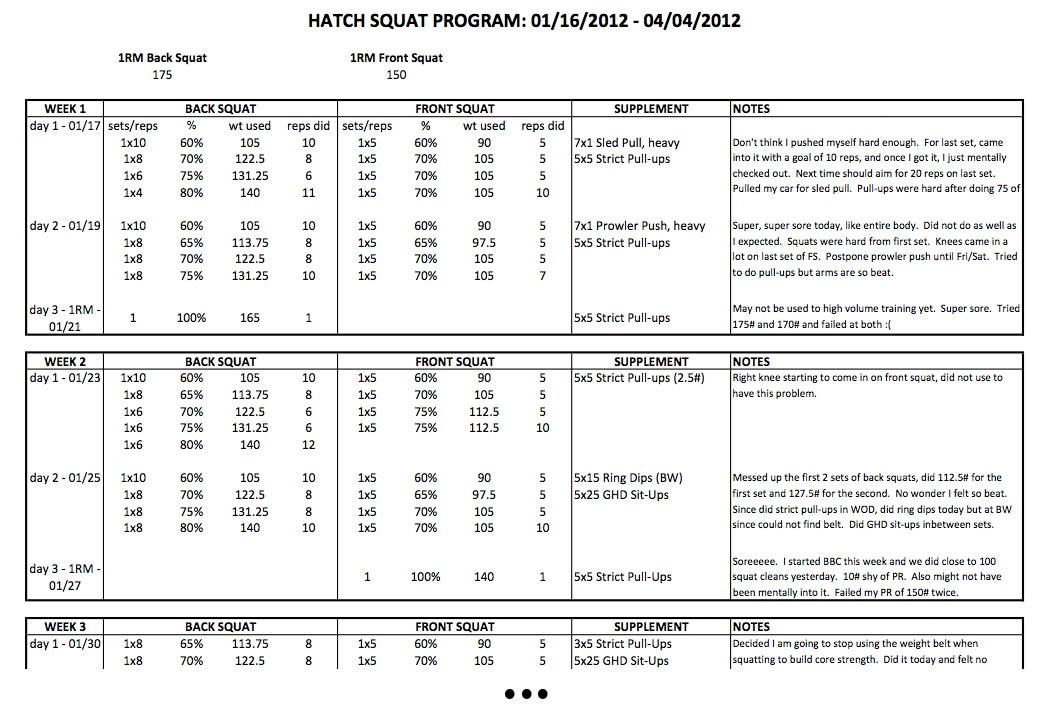 HATCH SQUAT PROGRAM: 01/16/2012 - 04/04/2012
1RM Back Squat 1RM Front Squat
175 150
WEEK 1 BACK SQUAT FRONT SQUAT SUPPLEMENT NOTES
day 1 - 01/17 sets/reps % wt used reps did sets/reps % wt used reps did
1x10 60% 105 10 1x5 60% 90 5 7x1 Sled Pull, heavy Don't think I pushed myself hard enough. For last set, came
1x8 70% 122.5 8 1x5 70% 105 5 5x5 Strict Pull-ups into it with a goal of 10 reps, and once I got it, I just mentally
1x6 75% 131.25 6 1x5 70% 105 5 checked out. Next time should aim for 20 reps on last set.
1x4 80% 140 11 1x5 70% 105 10 Pulled my car for sled pull. Pull-ups were hard after doing 75 of
day 2 - 01/19 1x10 60% 105 10 1x5 60% 90 5 7x1 Prowler Push, heavy Super, super sore today, like entire body. Did not do as well as
1x8 65% 113.75 8 1x5 65% 97.5 5 5x5 Strict Pull-ups I expected. Squats were hard from first set. Knees came in a
1x8 70% 122.5 8 1x5 70% 105 5 lot on last set of FS. Postpone prowler push until Fri/Sat. Tried
1x8 75% 131.25 10 1x5 70% 105 7 to do pull-ups but arms are so beat.
day 3 - 1RM - 01/21 1 100% 165 1 5x5 Strict Pull-ups May not be used to high volume training yet. Super sore. Tried
175# and 170# and failed at both :(
WEEK 2 BACK SQUAT FRONT SQUAT SUPPLEMENT NOTES
day 1 - 01/23 1x10 60% 105 10 1x5 60% 90 5 5x5 Strict Pull-ups (2.5#) Right knee starting to come in on front squat, did not use to
1x8 65% 113.75 8 1x5 70% 105 5 have this problem.
1x6 70% 122.5 6 1x5 75% 112.5 5
1x6 75% 131.25 6 1x5 75% 112.5 10
1x6 80% 140 12
day 2 - 01/25 1x10 60% 105 10 1x5 60% 90 5 5x15 Ring Dips (BW) Messed up the first 2 sets of back squats, did 112.5# for the
1x8 70% 122.5 8 1x5 65% 97.5 5 5x25 GHD Sit-Ups first set and 127.5# for the second. No wonder I felt so beat.
1x8 75% 131.25 8 1x5 70% 105 5 Since did strict pull-ups in WOD, did ring dips today but at BW
1x8 80% 140 10 1x5 70% 105 10 since could not find belt. Did GHD sit-ups inbetween sets.
day 3 - 1RM - 01/27 1 100% 140 1 5x5 Strict Pull-Ups Soreeeee. I started BBC this week and we did close to 100
squat cleans yesterday. 10# shy of PR. Also might not have
been mentally into it. Failed my PR of 150# twice.
WEEK 3 BACK SQUAT FRONT SQUAT SUPPLEMENT NOTES
day 1 - 01/30 1x8 65% 113.75 8 1x5 60% 90 5 3x5 Strict Pull-Ups Decided I am going to stop using the weight belt when
1x8 70% 122.5 8 1x5 70% 105 5 5x25 GHD Sit-Ups squatting to build core strength. Did it today and felt no